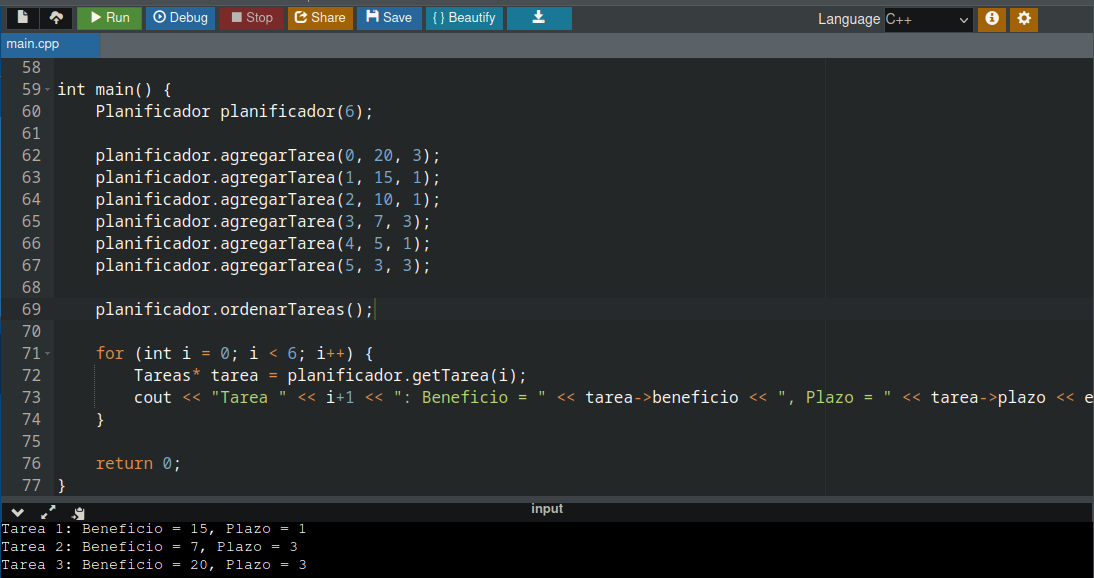 Run Debug Stop Share Save { } Beautify Language C++
main.cpp
58
59 int main() {
60 Planificador planificador(6);
61
62 planificador.agregarTarea(0, 20, 3);
63 planificador.agregarTarea(1, 15, 1);
64 planificador.agregarTarea(2, 10, 1);
65 planificador.agregarTarea(3, 7, 3);
66 planificador.agregarTarea(4, 5, 1);
67 planificador.agregarTarea(5, 3, 3);
68
69 planificador.ordenarTareas();
70
71 for (int i = 0; i < 6; i++) {
72 Tareas* tarea = planificador.getTarea(i);
73 cout << "Tarea " << i+1 << ": Beneficio = " << tarea->beneficio << ", Plazo = " << tarea->plazo << e
74 }
75
76 return 0;
77 }
input
Tarea 1: Beneficio = 15, Plazo = 1
Tarea 2: Beneficio = 7, Plazo = 3
Tarea 3: Beneficio = 20, Plazo = 3